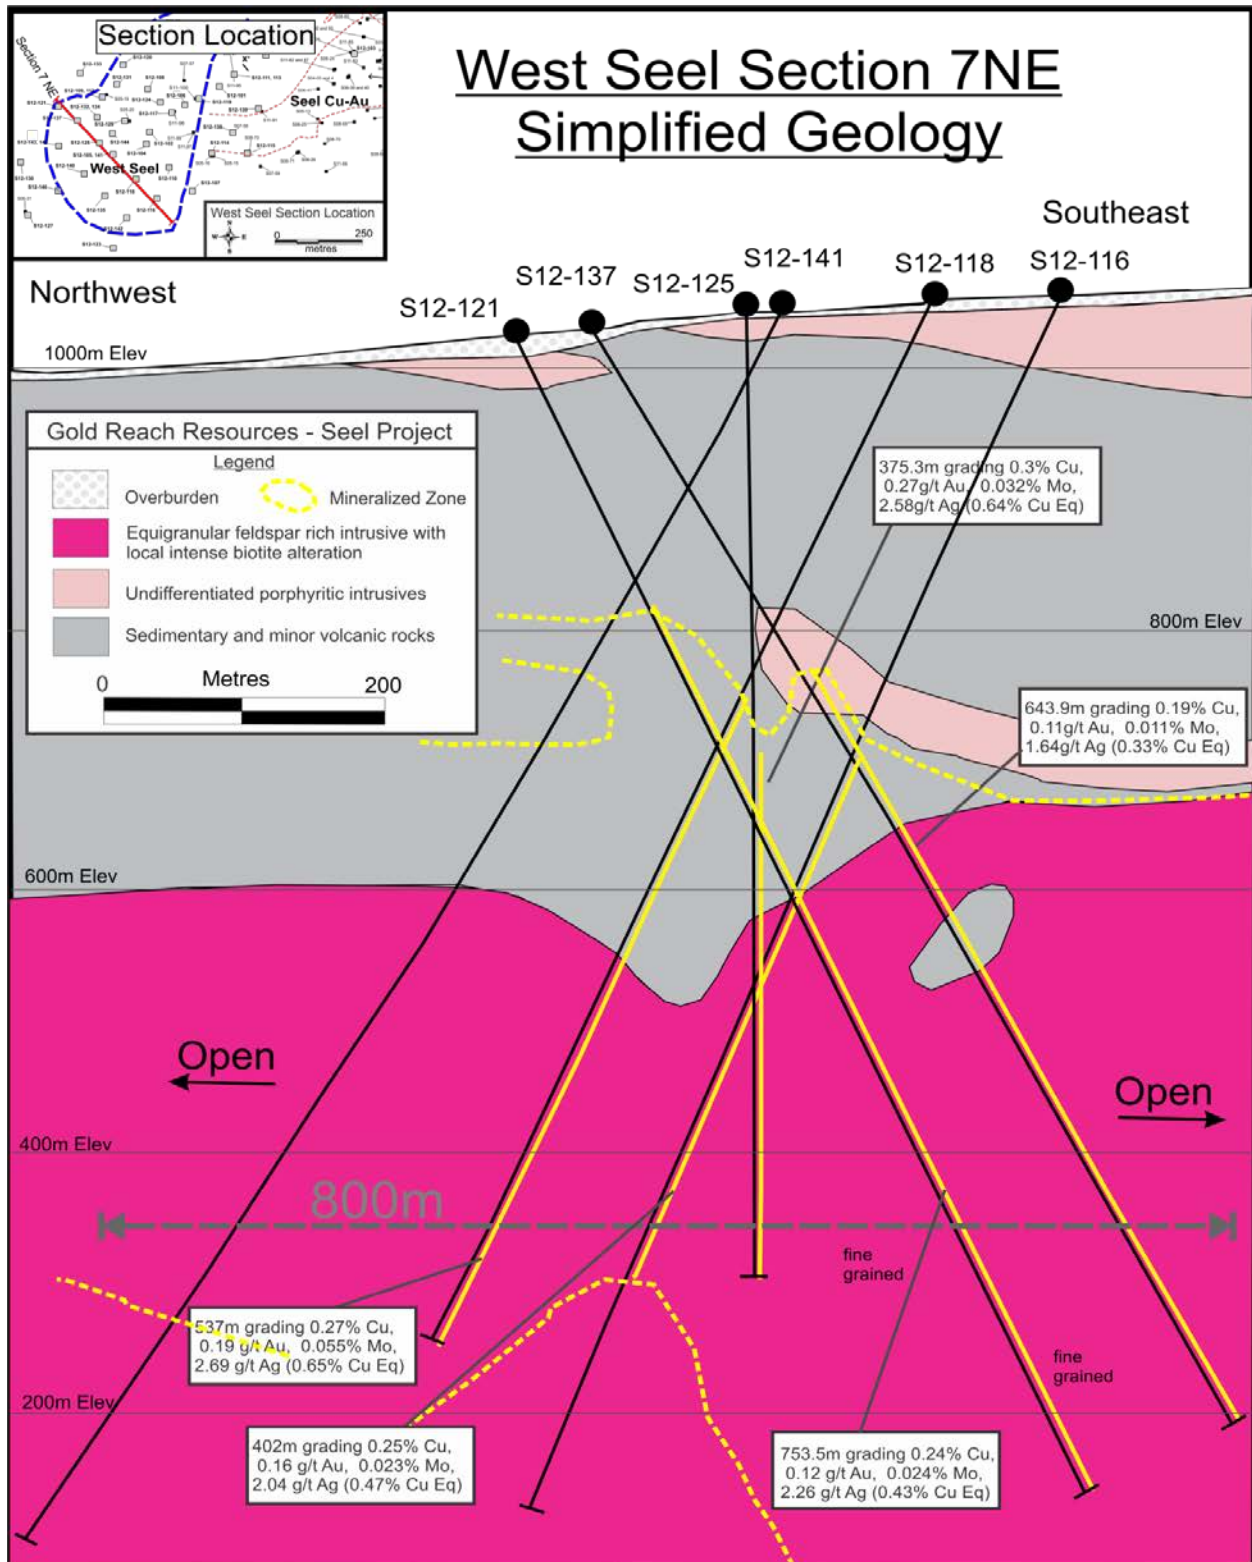 Section Location
Section 7 NE
Seel Cu-Au
West Seel
West Seel Section Location
N
W E
S
0 250
metres
West Seel Section 7NE
Simplified Geology
Southeast
Northwest
S12-121
S12-137
S12-125
S12-141
S12-118
S12-116
1000m Elev
Gold Reach Resources - Seel Project
Legend
Overburden
Mineralized Zone
Equigranular feldspar rich intrusive with
local intense biotite alteration
Undifferentiated porphyritic intrusives
Sedimentary and minor volcanic rocks
Metres
0 200
375.3m grading 0.3% Cu,
0.27g/t Au, 0.032% Mo,
2.58g/t Ag (0.64% Cu Eq)
800m Elev
643.9m grading 0.19% Cu,
0.11g/t Au, 0.011% Mo,
1.64g/t Ag (0.33% Cu Eq)
600m Elev
Open
Open
400m Elev
800m
fine
grained
537m grading 0.27% Cu,
0.19 g/t Au, 0.055% Mo,
2.69 g/t Ag (0.65% Cu Eq)
fine
grained
200m Elev
402m grading 0.25% Cu,
0.16 g/t Au, 0.023% Mo,
2.04 g/t Ag (0.47% Cu Eq)
753.5m grading 0.24% Cu,
0.12 g/t Au, 0.024% Mo,
2.26 g/t Ag (0.43% Cu Eq)